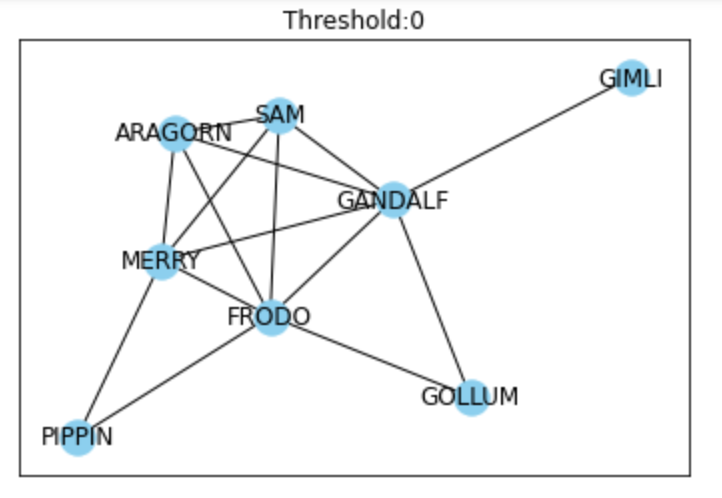 Threshold:0
GIMLI
SAM
ARAGORN
GANDALF
MERRY
FRODO
GOLLUM
PIPPIN